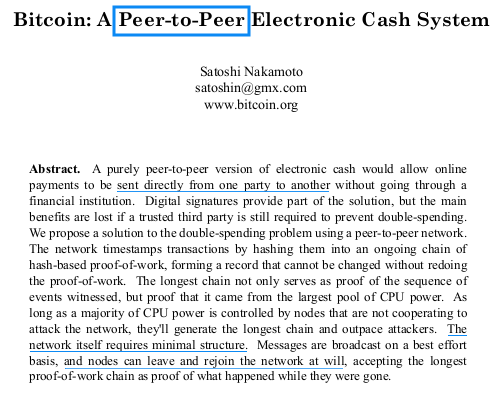 Bitcoin: A Peer-to-Peer Electronic Cash System
Satoshi Nakamoto
satoshin@gmx.com
www.bitcoin.org
Abstract. A purely peer-to-peer version of electronic cash would allow online
payments to be sent directly from one party to another without going through a
financial institution. Digital signatures provide part of the solution, but the main
benefits are lost if a trusted third party is still required to prevent double-spending.
We propose a solution to the double-spending problem using a peer-to-peer network.
The network timestamps transactions by hashing them into an ongoing chain of
hash-based proof-of-work, forming a record that cannot be changed without redoing
the proof-of-work. The longest chain not only serves as proof of the sequence of
events witnessed, but proof that it came from the largest pool of CPU power. As
long as a majority of CPU power is controlled by nodes that are not cooperating to
attack the network, they'll generate the longest chain and outpace attackers. The
network itself requires minimal structure. Messages are broadcast on a best effort
basis, and nodes can leave and rejoin the network at will, accepting the longest
proof-of-work chain as proof of what happened while they were gone.